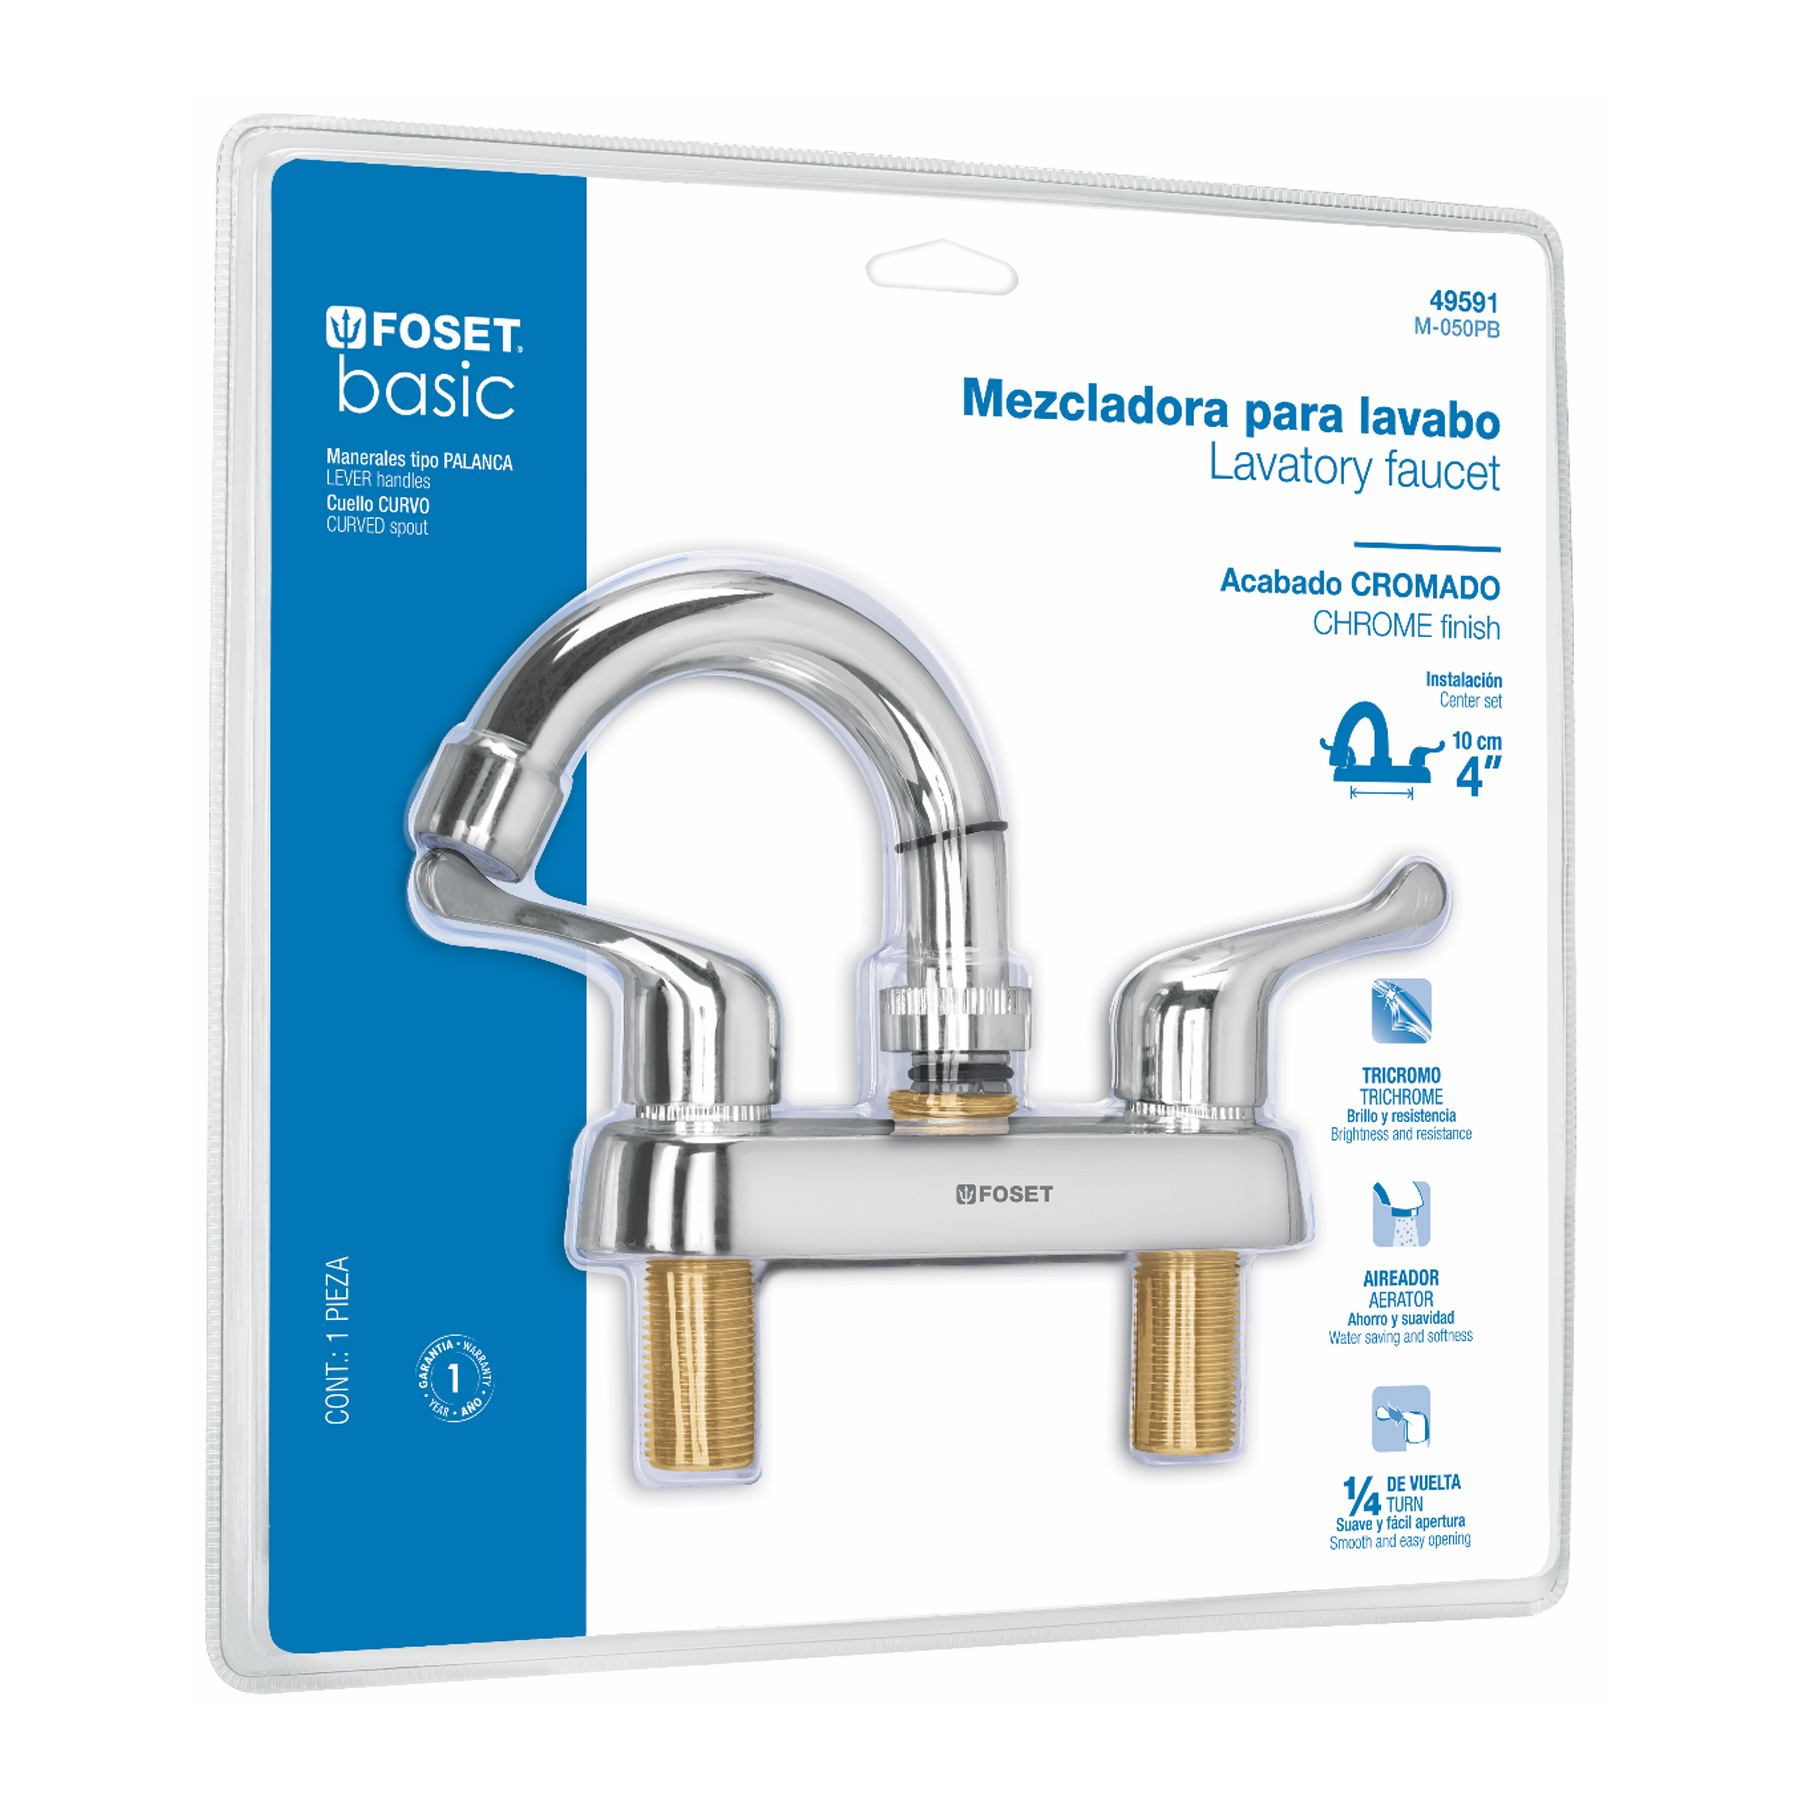 FOSET®
basic
Manerales tipo PALANCA
LEVER handles
Cuello CURVO
CURVED spout
49591
M-050PB
Mezcladora para lavabo
Lavatory faucet
Acabado CROMADO
CHROME finish
Instalación
Center set
10 cm
4"
TRICROMO
TRICHROME
Brillo y resistencia
Brightness and resistance
AIREADOR
AERATOR
Ahorro y suavidad
Water saving and softness
1/4 DE VUELTA
TURN
Suave y fácil apertura
Smooth and easy opening
FOSET
CONT.: 1 PIEZA
GARANTIA • WARRANTY • AÑO • YEAR •
1